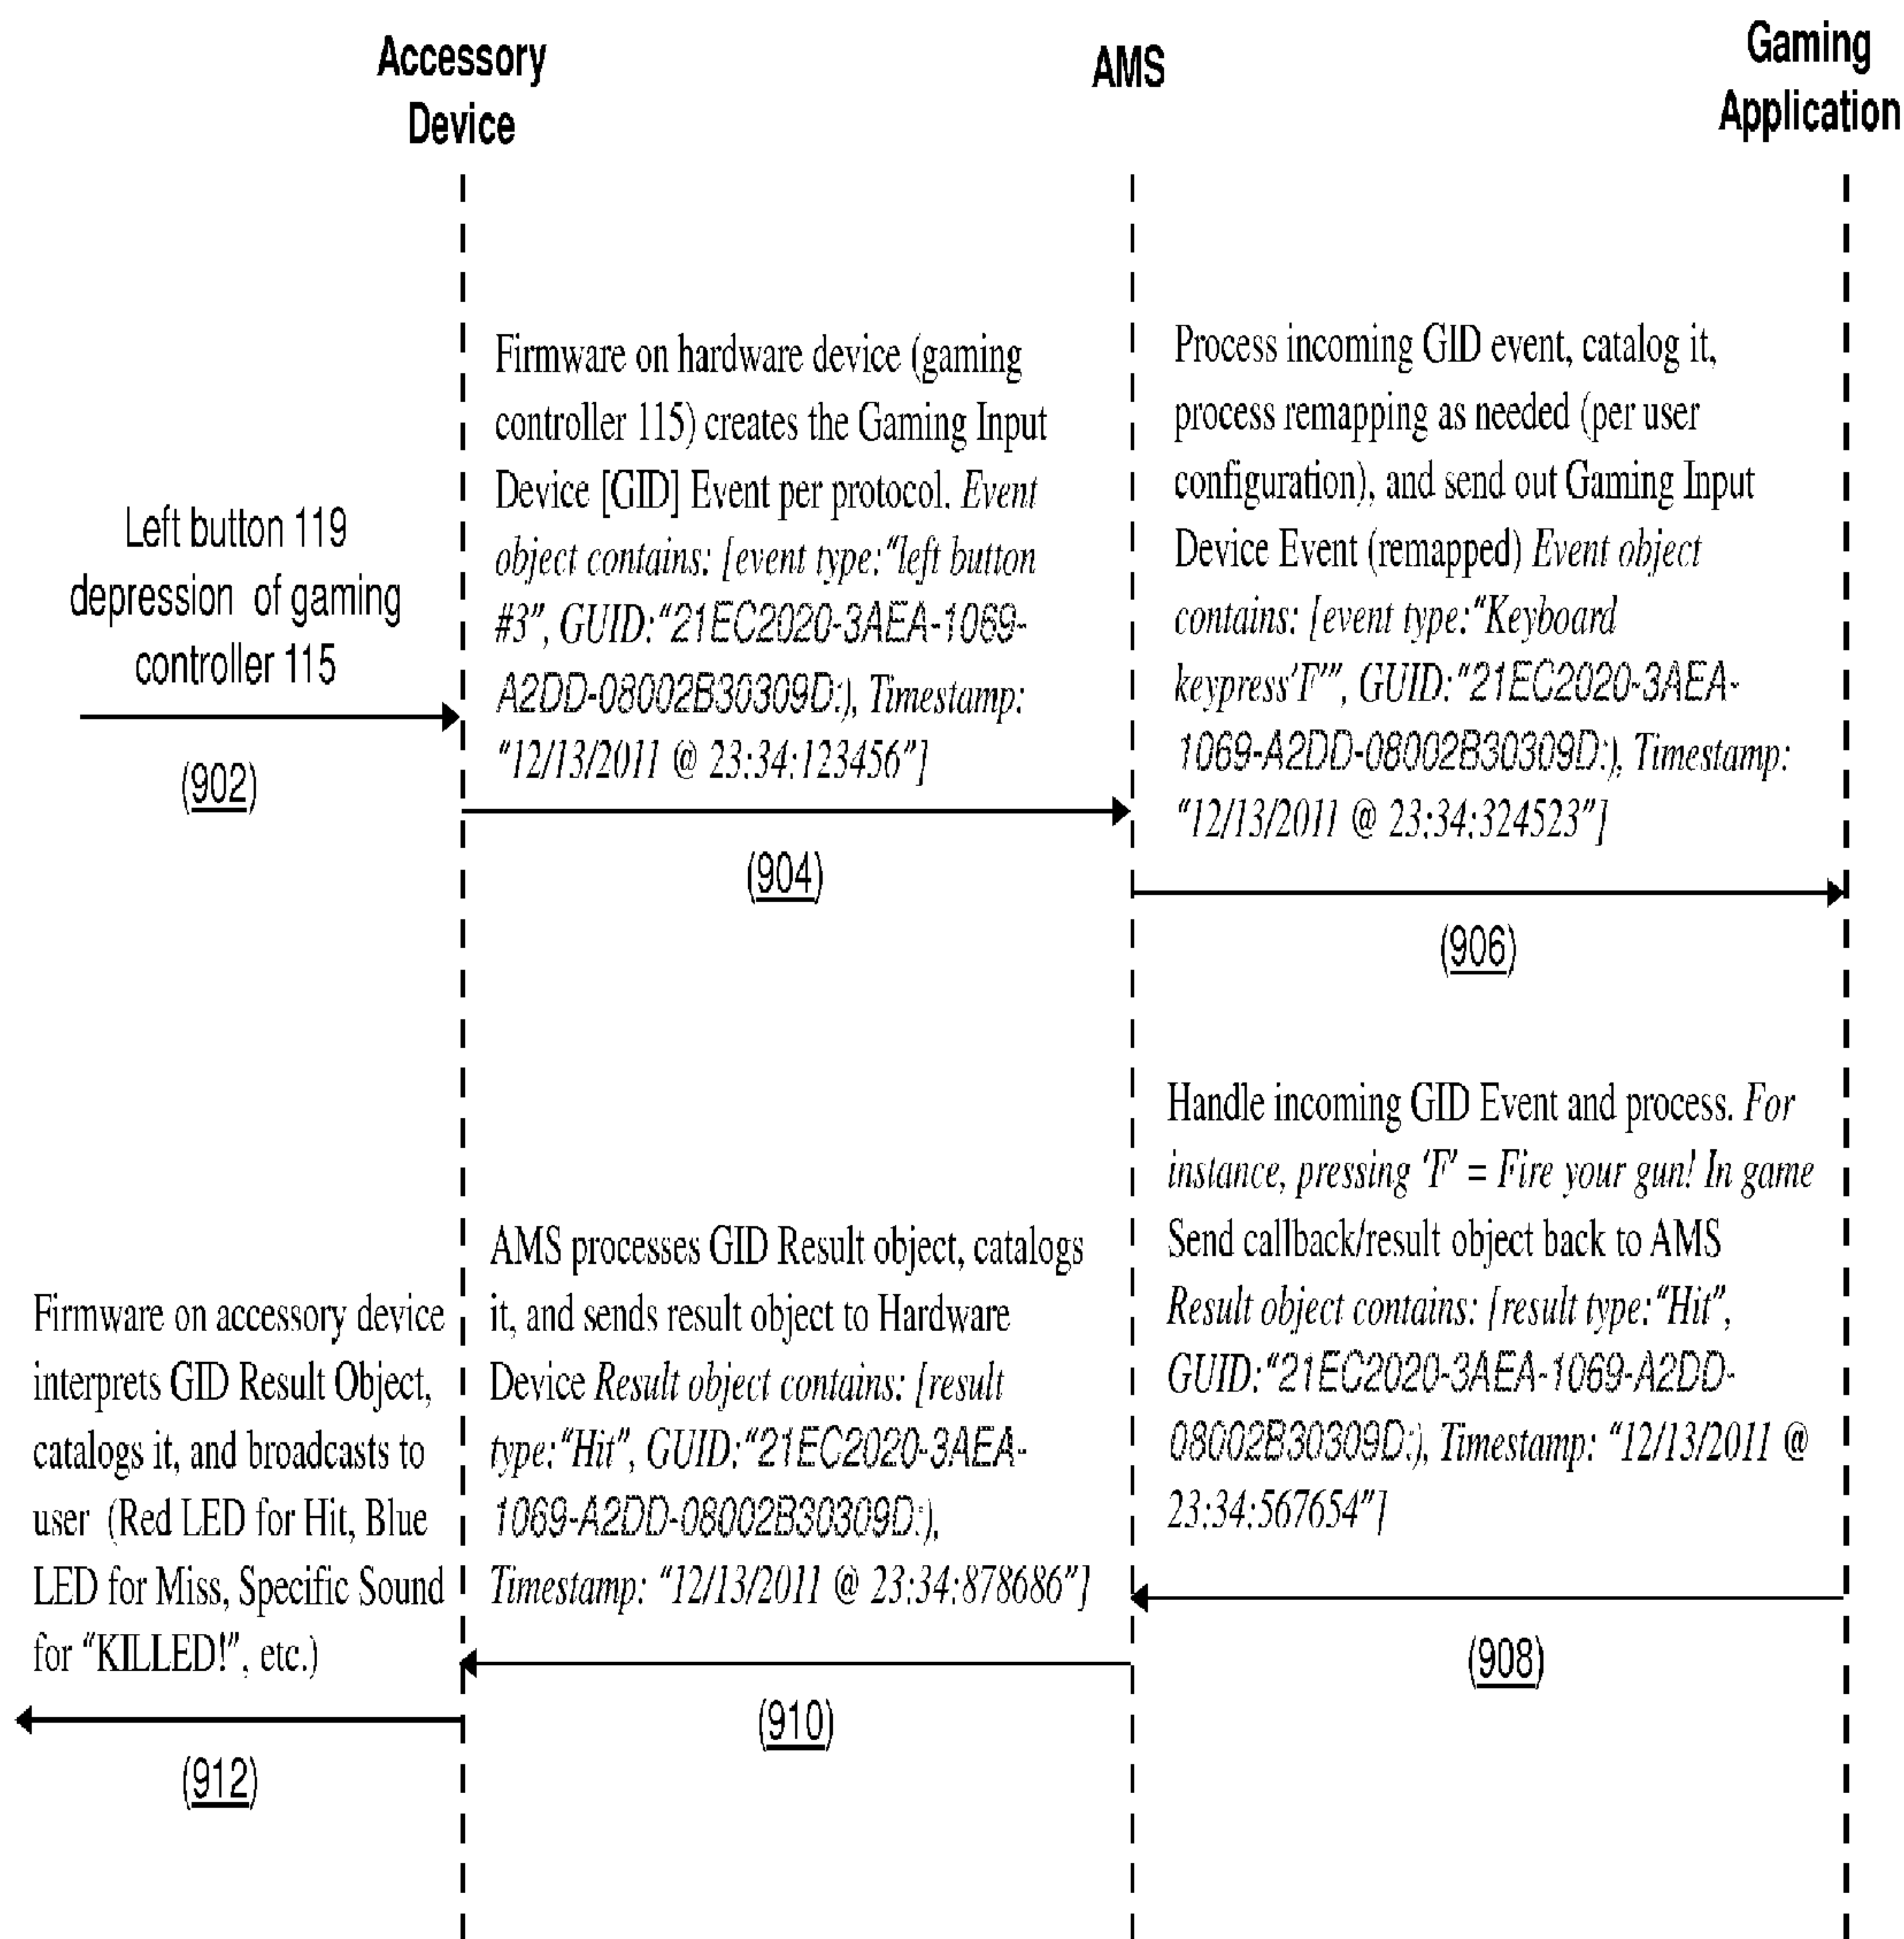 Accessory
Device
AMS
Gaming
Application
Left button 119
depression of gaming
controller 115
(902)
Firmware on hardware device (gaming
controller 115) creates the Gaming Input
Device [GID] Event per protocol. Event
object contains: [event type:"left button
#3", GUID:"21EC2020-3AEA-1069-
A2DD-08002B30309D:), Timestamp:
"12/13/2011 @ 23:34:123456"]
(904)
Process incoming GID event, catalog it,
process remapping as needed (per user
configuration), and send out Gaming Input
Device Event (remapped) Event object
contains: [event type:"Keyboard
keypress'F'", GUID:"21EC2020-3AEA-
1069-A2DD-08002B30309D:), Timestamp:
"12/13/2011 @ 23:34:324523"]
(906)
Handle incoming GID Event and process. For
instance, pressing 'F' = Fire your gun! In game
Send callback/result object back to AMS
Result object contains: [result type:"Hit",
GUID:"21EC2020-3AEA-1069-A2DD-
08002B30309D:), Timestamp: "12/13/2011 @
23:34:567654"]
(908)
AMS processes GID Result object, catalogs
it, and sends result object to Hardware
Device Result object contains: [result
type:"Hit", GUID:"21EC2020-3AEA-
1069-A2DD-08002B30309D:),
Timestamp: "12/13/2011 @ 23:34:878686"]
(910)
Firmware on accessory device
interprets GID Result Object,
catalogs it, and broadcasts to
user (Red LED for Hit, Blue
LED for Miss, Specific Sound
for "KILLED!", etc.)
(912)